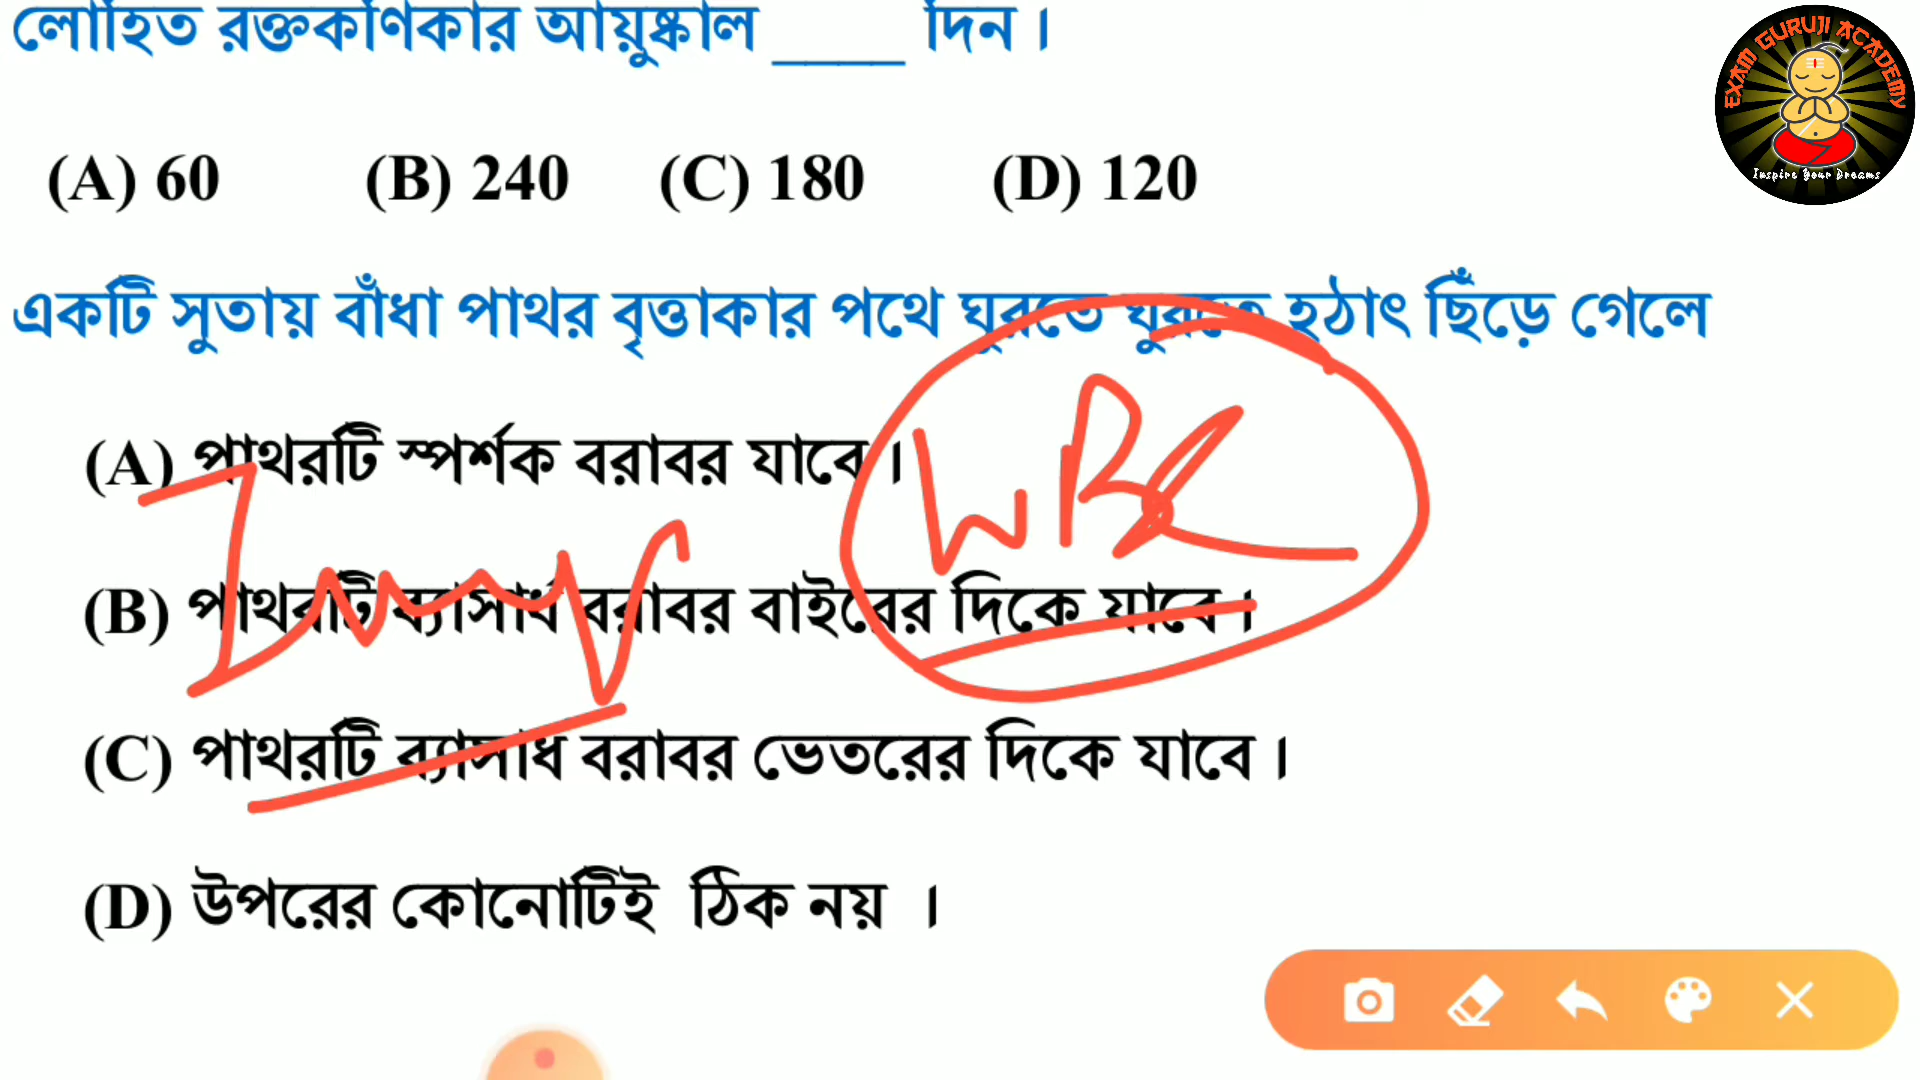 লোহিত রক্তকণিকার আয়ুষ্কাল ____ দিন।
EXAM GURUJI ACADEMY
Inspire Your Dreams
(A) 60 (B) 240 (C) 180 (D) 120
একটি সুতায় বাঁধা পাথর বৃত্তাকার পথে ঘুরতে ঘুরতে হঠাৎ ছিঁড়ে গেলে
(A) পাথরটি স্পর্শক বরাবর যাবে।
WBC
(B) পাথরটি ব্যাসার্ধ বরাবর বাইরের দিকে যাবে।
(C) পাথরটি ব্যাসার্ধ বরাবর ভেতরের দিকে যাবে।
(D) উপরের কোনোটিই ঠিক নয় ।